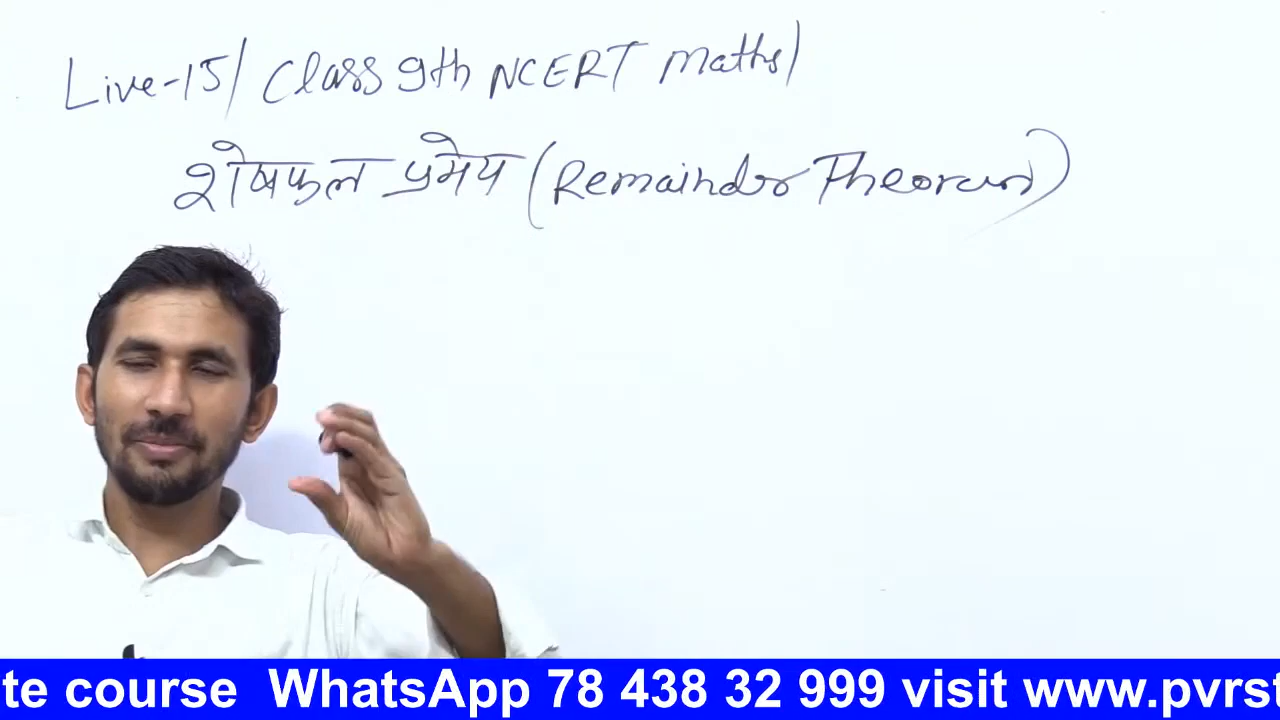 Live-15/ Class 9th NCERT Maths/
शेषफल प्रमेय (Remainder Theorem)
te course WhatsApp 78 438 32 999 visit www.pvrst